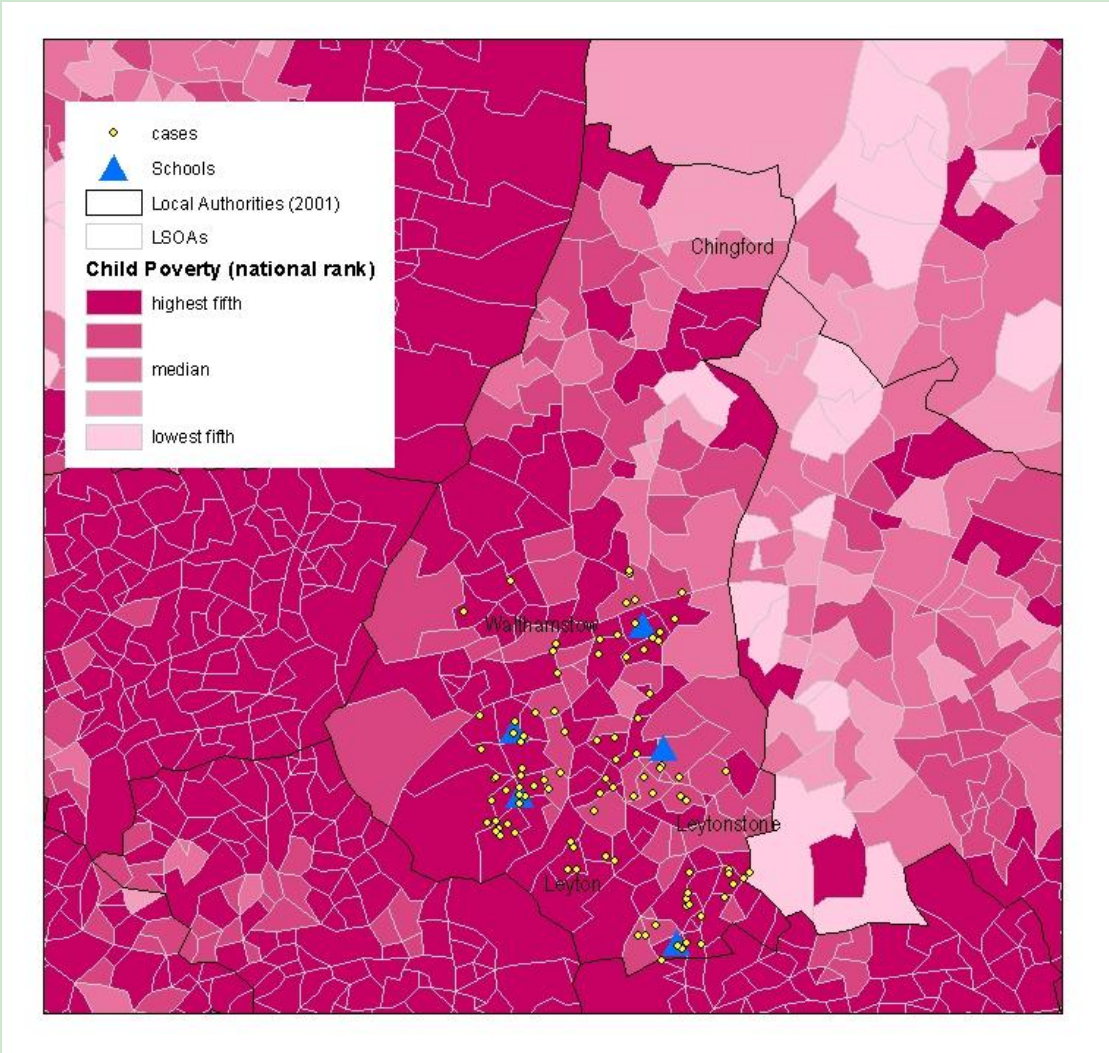 cases
Schools
Local Authorities (2001)
LSOAs
Child Poverty (national rank)
highest fifth
median
lowest fifth
Chingford
Walthamstow
Leytonstone
Leyton